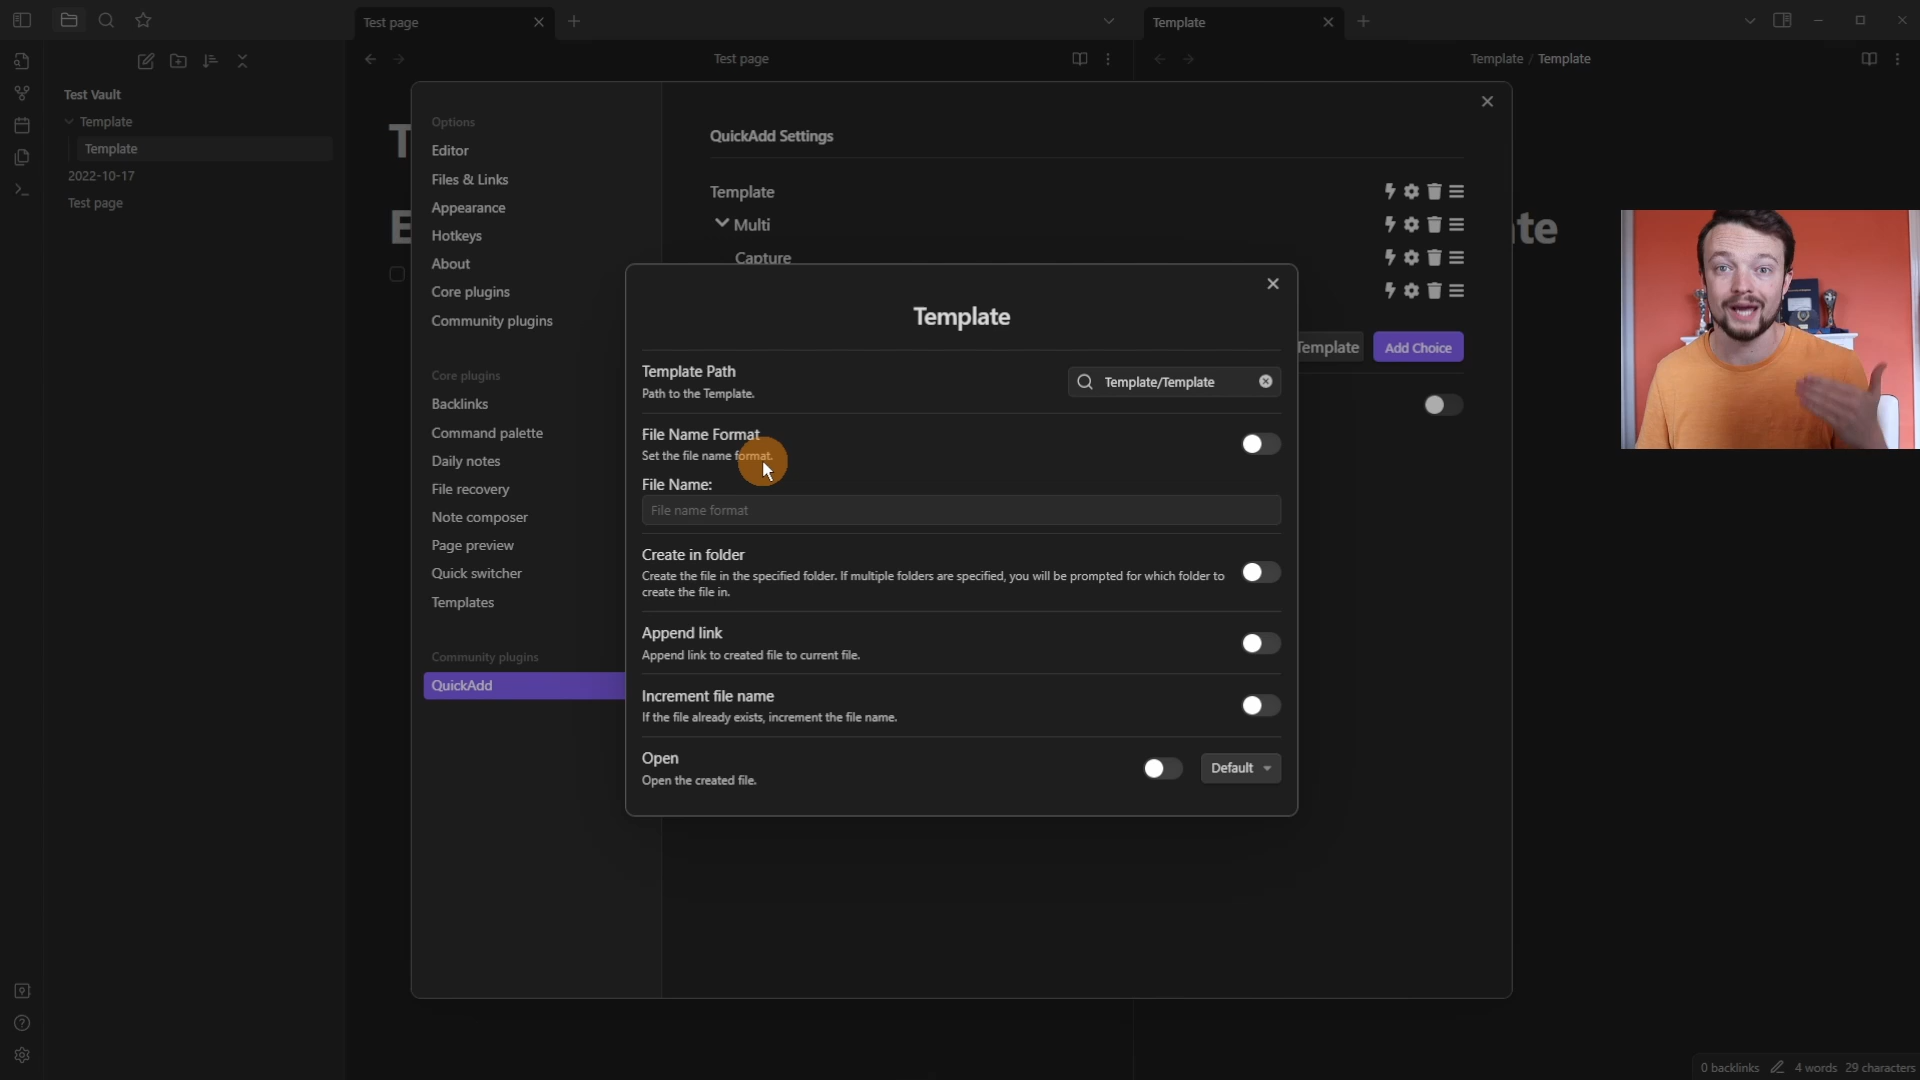 Test page
Template
Test page
Template / Template
Test Vault
Template
Template
2022-10-17
Test page
Options
Editor
Files & Links
Appearance
Hotkeys
About
Core plugins
Community plugins
Core plugins
Backlinks
Command palette
Daily notes
File recovery
Note composer
Page preview
Quick switcher
Templates
Community plugins
QuickAdd
QuickAdd Settings
Template
Multi
Capture
Template
Add Choice
Template
Template Path
Path to the Template.
Template/Template
File Name Format
Set the file name format.
File Name:
File name format
Create in folder
Create the file in the specified folder. If multiple folders are specified, you will be prompted for which folder to
create the file in.
Append link
Append link to created file to current file.
Increment file name
If the file already exists, increment the file name.
Open
Open the created file.
Default
0 backlinks
4 words
29 characters